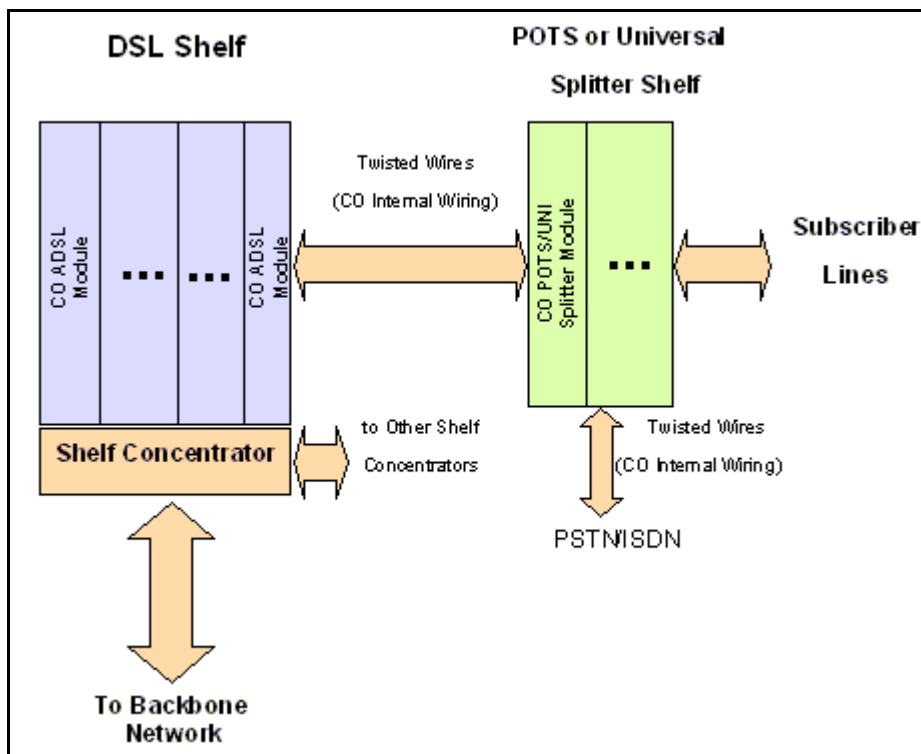 DSL Shelf
POTS or Universal
Splitter Shelf
CO ADSL
Module
CO ADSL
Module
Twisted Wires
(CO Internal Wiring)
CO POTS/UNI
Splitter Module
Subscriber
Lines
Shelf Concentrator
to Other Shelf
Concentrators
Twisted Wires
(CO Internal Wiring)
PSTN/ISDN
To Backbone
Network